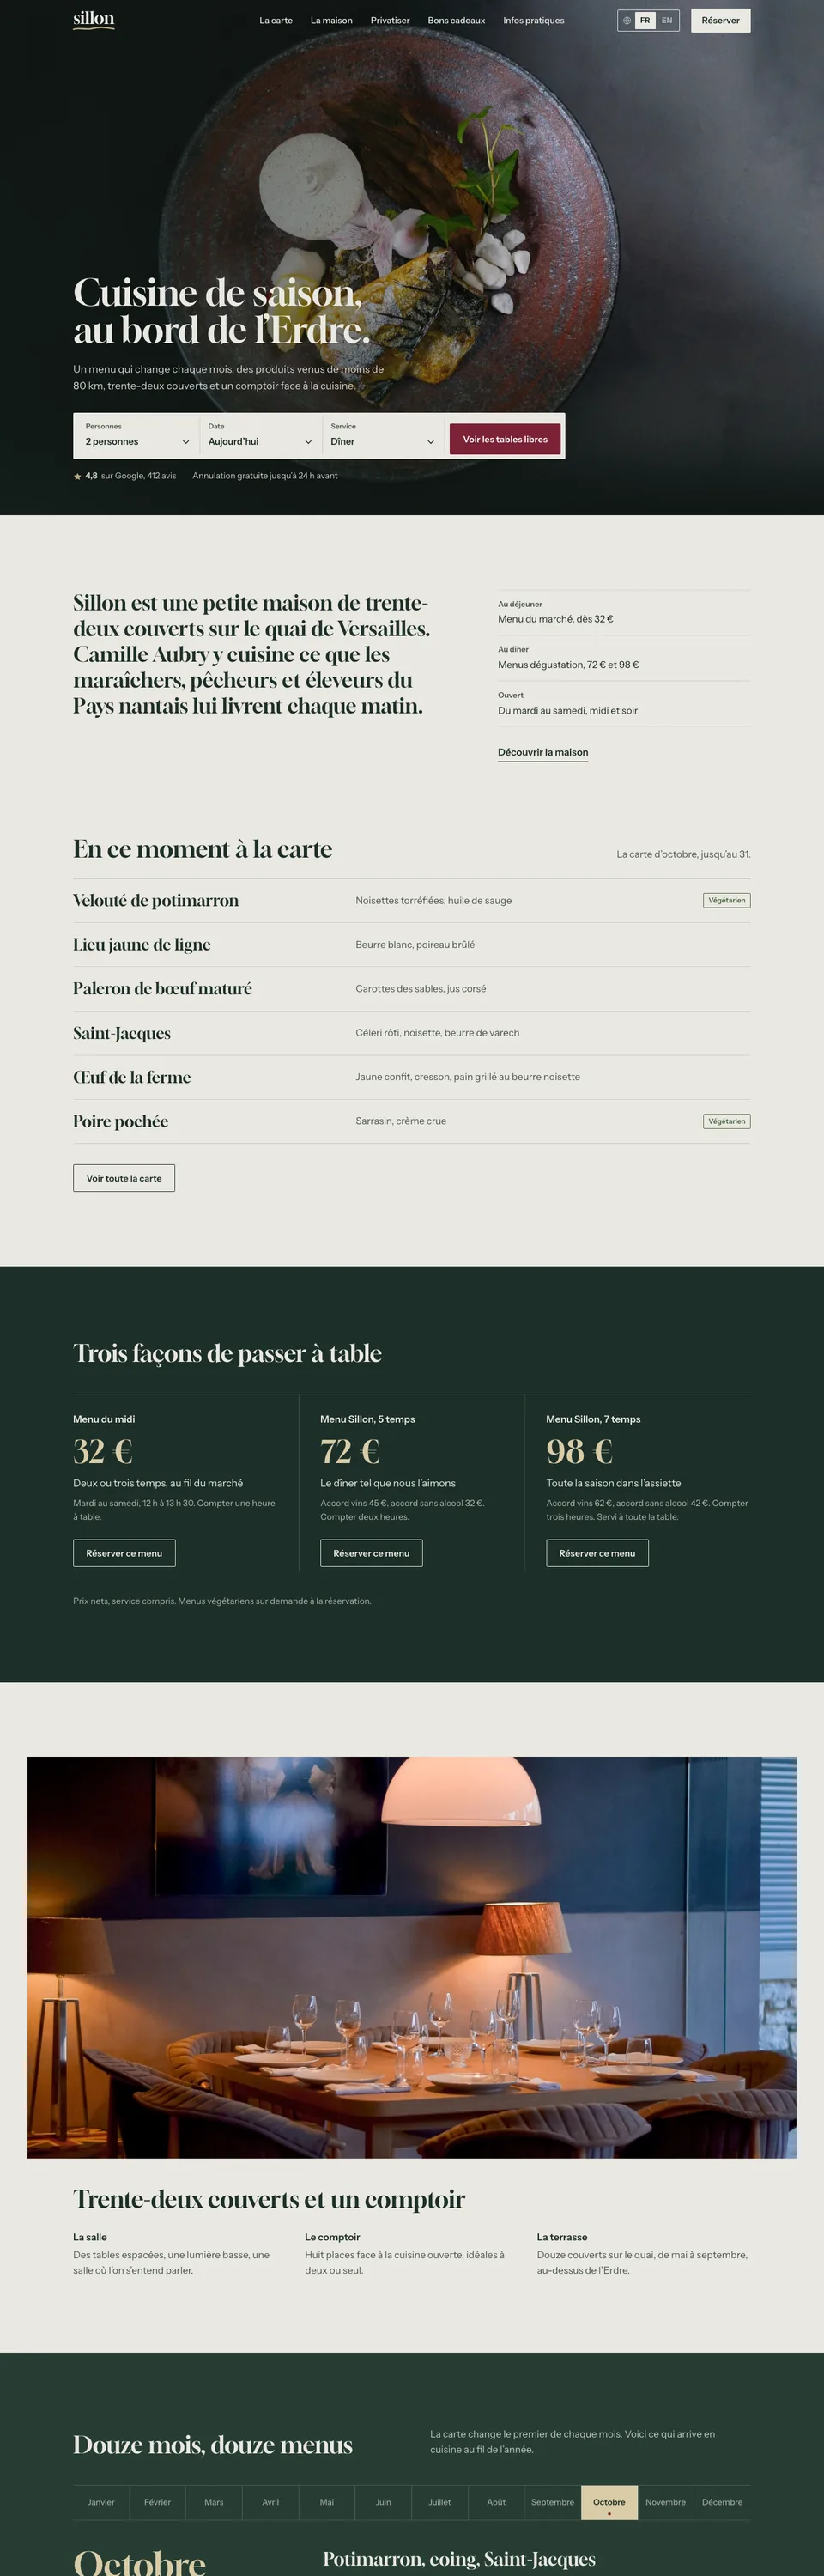 sillon
La carte La maison Privatiser Bons cadeaux Infos pratiques FR EN Réserver
Cuisine de saison,
au bord de l'Erdre.
Un menu qui change chaque mois, des produits venus de moins de
80 km, trente-deux couverts et un comptoir face à la cuisine.
Personnes Date Service
2 personnes Aujourd'hui Dîner Voir les tables libres
4,8 sur Google, 412 avis Annulation gratuite jusqu'à 24 h avant
Sillon est une petite maison de trente-
deux couverts sur le quai de Versailles.
Camille Aubry y cuisine ce que les
maraîchers, pêcheurs et éleveurs du
Pays nantais lui livrent chaque matin.
Au déjeuner
Menu du marché, dès 32 €
Au dîner
Menus dégustation, 72 € et 98 €
Ouvert
Du mardi au samedi, midi et soir
Découvrir la maison
En ce moment à la carte
La carte d'octobre, jusqu'au 31.
Velouté de potimarron Noisettes torréfiées, huile de sauge Végétarien
Lieu jaune de ligne Beurre blanc, poireau brûlé
Paleron de bœuf maturé Carottes des sables, jus corsé
Saint-Jacques Céleri rôti, noisette, beurre de varech
Œuf de la ferme Jaune confit, cresson, pain grillé au beurre noisette
Poire pochée Sarrasin, crème crue Végétarien
Voir toute la carte
Trois façons de passer à table
Menu du midi
32 €
Deux ou trois temps, au fil du marché
Mardi au samedi, 12 h à 13 h 30. Compter une heure
à table.
Réserver ce menu
Menu Sillon, 5 temps
72 €
Le dîner tel que nous l'aimons
Accord vins 45 €, accord sans alcool 32 €.
Compter deux heures.
Réserver ce menu
Menu Sillon, 7 temps
98 €
Toute la saison dans l'assiette
Accord vins 62 €, accord sans alcool 42 €. Compter
trois heures. Servi à toute la table.
Réserver ce menu
Prix nets, service compris. Menus végétariens sur demande à la réservation.
Trente-deux couverts et un comptoir
La salle
Des tables espacées, une lumière basse, une
salle où l'on s'entend parler.
Le comptoir
Huit places face à la cuisine ouverte, idéales à
deux ou seul.
La terrasse
Douze couverts sur le quai, de mai à septembre,
au-dessus de l'Erdre.
Douze mois, douze menus
La carte change le premier de chaque mois. Voici ce qui arrive en
cuisine au fil de l'année.
Janvier Février Mars Avril Mai Juin Juillet Août Septembre Octobre Novembre Décembre
Octobre
Potimarron, coing, Saint-Jacques